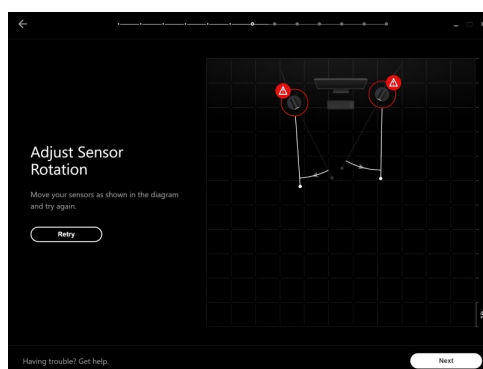 Adjust Sensor
Rotation
Move your sensors as shown in the diagram
and try again.
Retry
Having trouble? Get help.
Next